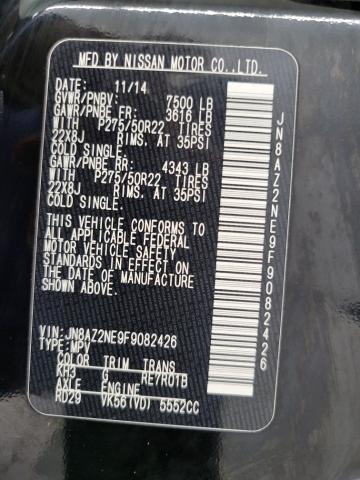 MFD BY NISSAN MOTOR CO.,LTD.
DATE: 11/14
GVWR/PNBV: 7500 LB
GAWR/PNBE FR: 3616 LB
WITH P275/50R22 TIRES
22X8J RIMS. AT 35PSI
COLD SINGLE.
GAWR/PNBE RR: 4343 LB
WITH P275/50R22 TIRES
22X8J RIMS. AT 35PSI
COLD SINGLE.
THIS VEHICLE CONFORMS TO
ALL APPLICABLE FEDERAL
MOTOR VEHICLE SAFETY
STANDARDS IN EFFECT ON
THE DATE OF MANUFACTURE
SHOWN ABOVE.
VIN: JN8AZ2NE9F9082426
TYPE: MPV
COLOR TRIM TRANS
KH3 G RE7R01B
AXLE ENGINE
RD29 VK56(VD) 5552CC
JN8AZ2NE9F9082426